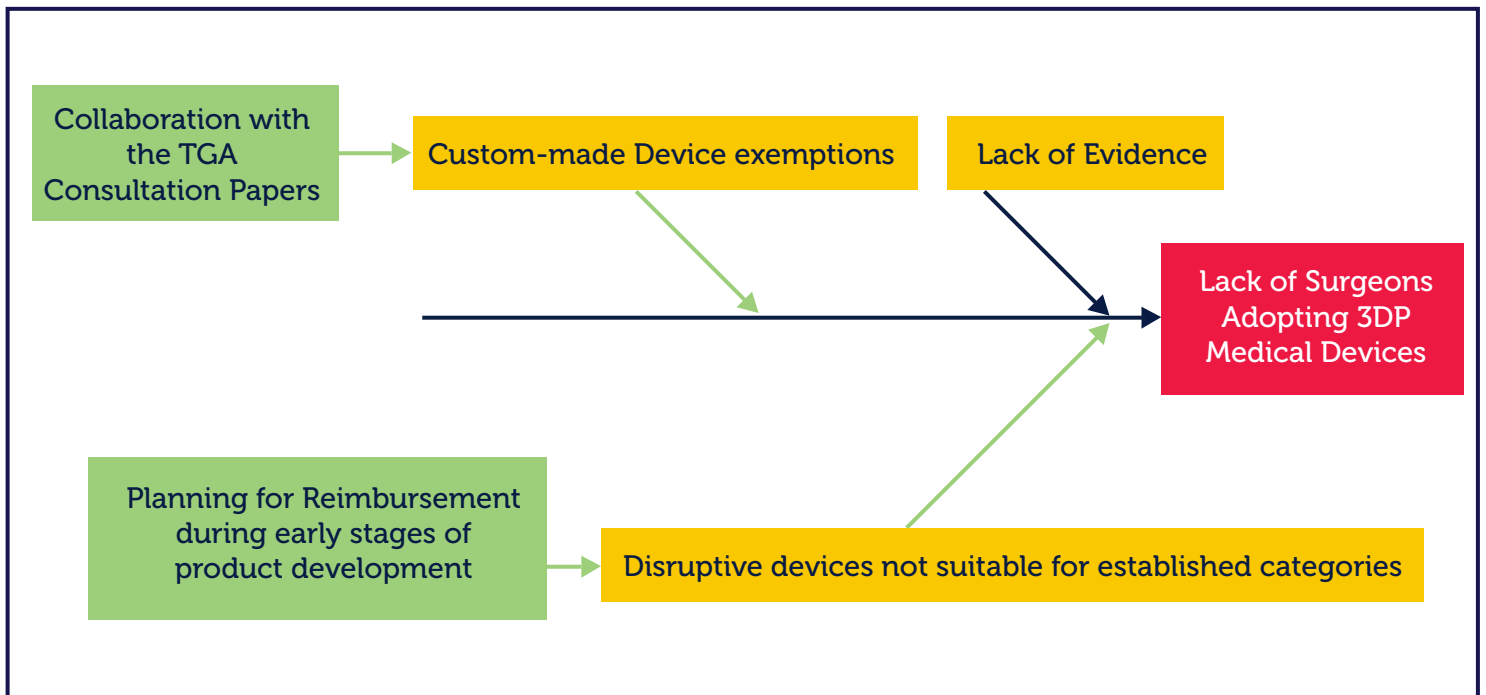 Collaboration with
the TGA
Consultation Papers
Custom-made Device exemptions
Lack of Evidence
Lack of Surgeons
Adopting 3DP
Medical Devices
Planning for Reimbursement
during early stages of
product development
Disruptive devices not suitable for established categories